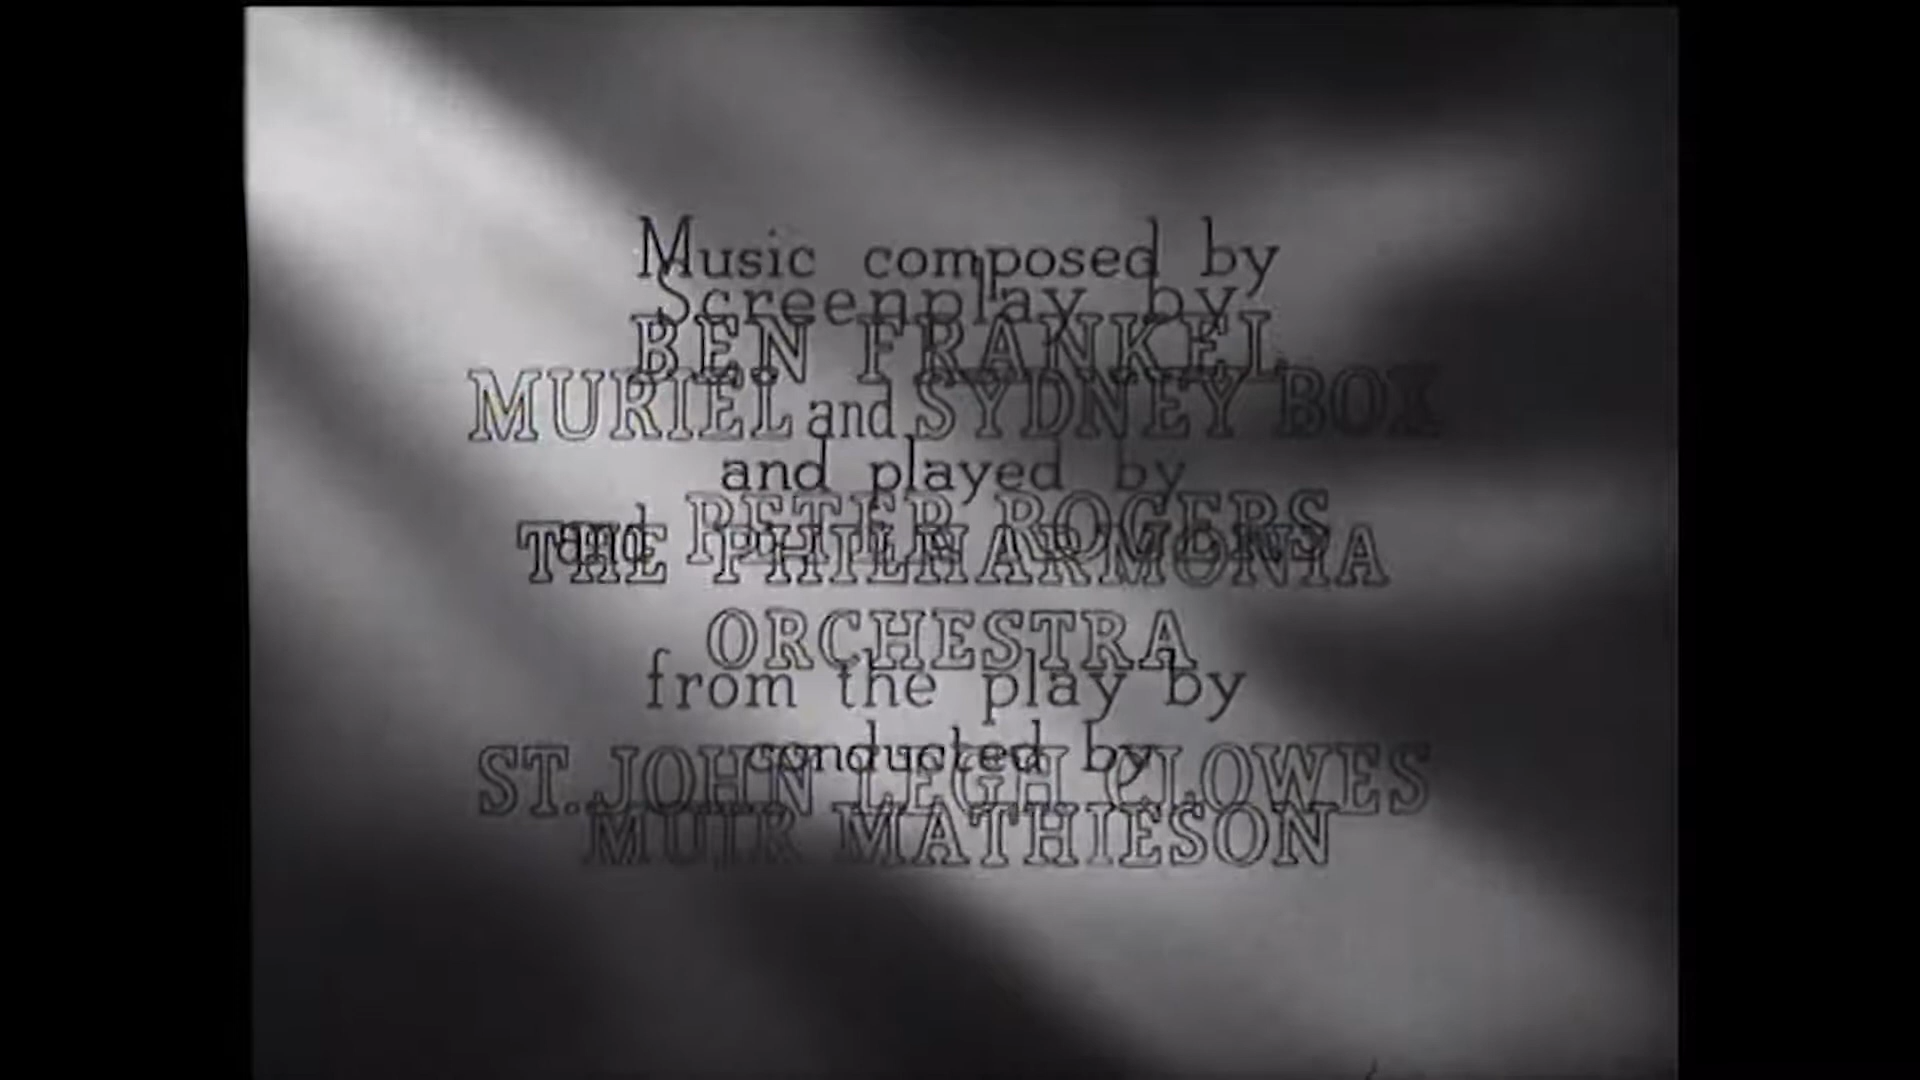 Music composed by
Screenplay by
BEN FRANKEL
MURIEL and SYDNEY BOX
and played by
and PETER ROGERS
THE PHILHARMONIA
ORCHESTRA
from the play by
conducted by
ST. JOHN LEGH CLOWES
MUIR MATHIESON